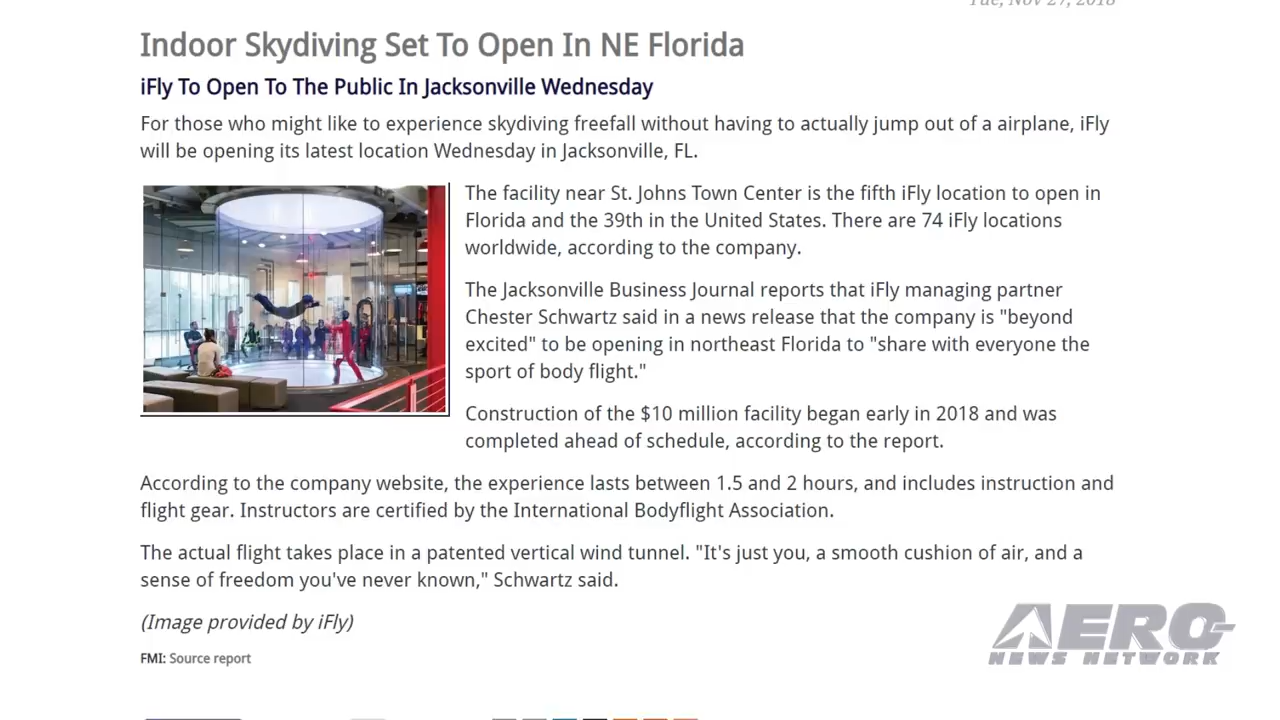 Tue, Nov 27, 2018
Indoor Skydiving Set To Open In NE Florida
iFly To Open To The Public In Jacksonville Wednesday
For those who might like to experience skydiving freefall without having to actually jump out of a airplane, iFly
will be opening its latest location Wednesday in Jacksonville, FL.
The facility near St. Johns Town Center is the fifth iFly location to open in
Florida and the 39th in the United States. There are 74 iFly locations
worldwide, according to the company.
The Jacksonville Business Journal reports that iFly managing partner
Chester Schwartz said in a news release that the company is "beyond
excited" to be opening in northeast Florida to "share with everyone the
sport of body flight."
Construction of the $10 million facility began early in 2018 and was
completed ahead of schedule, according to the report.
According to the company website, the experience lasts between 1.5 and 2 hours, and includes instruction and
flight gear. Instructors are certified by the International Bodyflight Association.
The actual flight takes place in a patented vertical wind tunnel. "It's just you, a smooth cushion of air, and a
sense of freedom you've never known," Schwartz said.
(Image provided by iFly)
FMI: Source report
AERO-
NEWS NETWORK